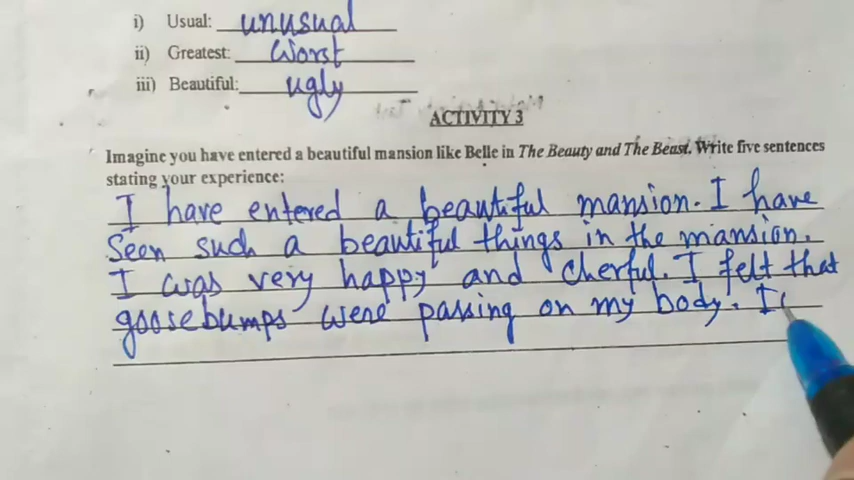 i) Usual: unusual
ii) Greatest: Worst
iii) Beautiful: ugly
ACTIVITY 3
Imagine you have entered a beautiful mansion like Belle in The Beauty and The Beast. Write five sentences
stating your experience:
I have entered a beautiful mansion. I have
Seen such a beautiful things in the mansion.
I was very happy and cherful. I felt that
goosebumps were passing on my body. I